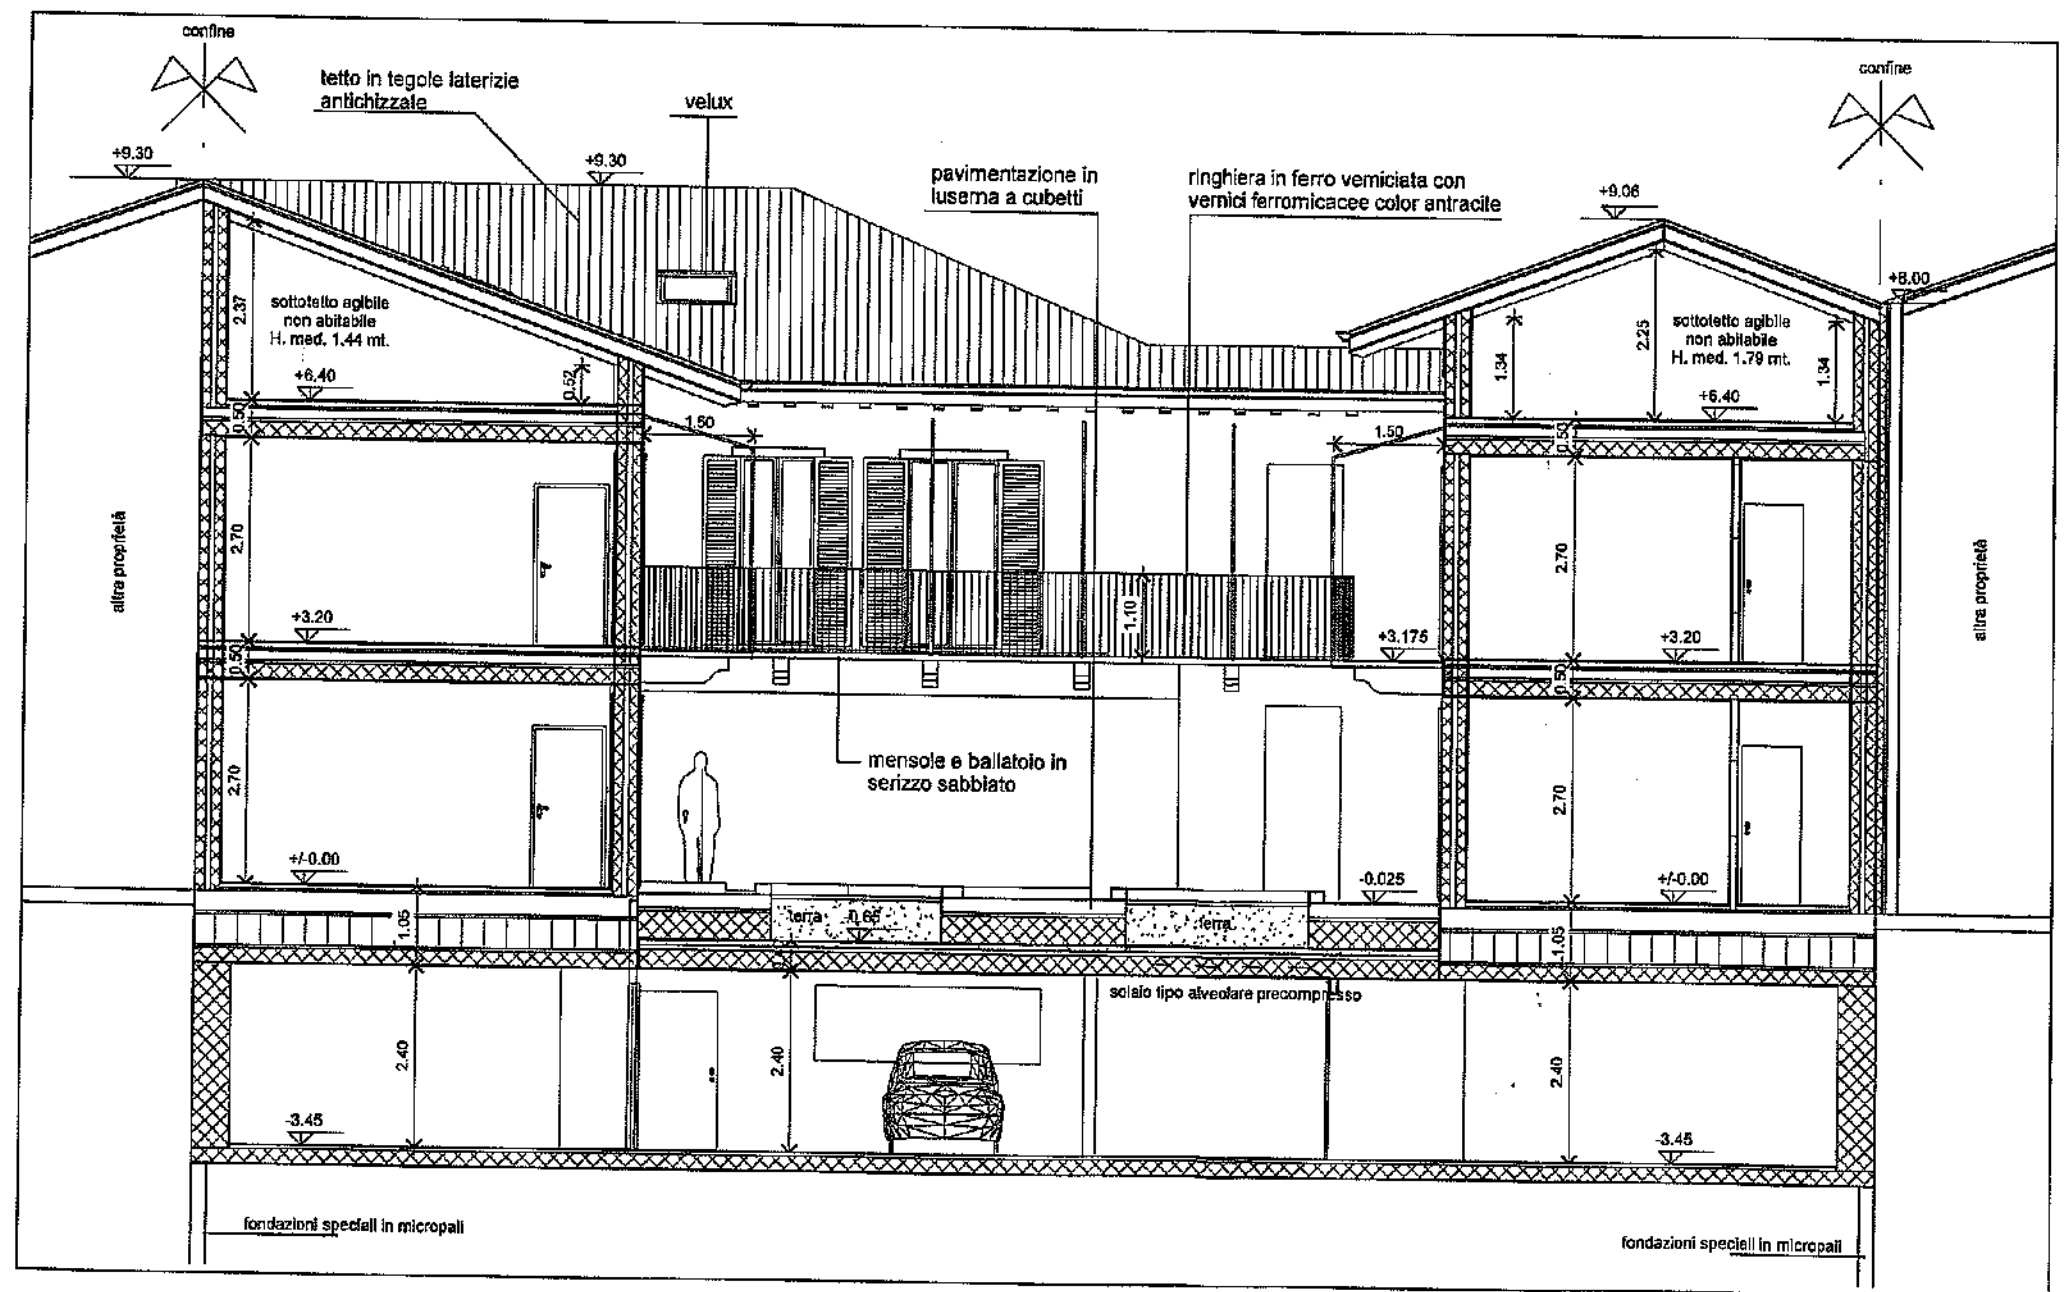 confine
confine
tetto in tegole laterizie
antichizzate
velux
+9.30
+9.30
pavimentazione in
luserna a cubetti
ringhiera in ferro verniciata con
vernici ferromicacee color antracite
+9.06
+8.00
2.37
sottotetto agibile
non abitabile
H. med. 1.44 mt.
+6.40
0.52
0.50
1.50
1.34
2.25
sottotetto agibile
non abitabile
H. med. 1.79 mt.
1.34
+6.40
1.50
0.50
altra proprietà
2.70
+3.20
0.50
1.10
+3.175
2.70
+3.20
0.50
altra proprietà
2.70
mensole e ballatoio in
serizzo sabbiato
2.70
+/-0.00
-0.025
+/-0.00
1.05
terra
-0.65
terra
1.05
solaio tipo alveolare precompresso
2.40
2.40
2.40
-3.45
-3.45
fondazioni speciali in micropali
fondazioni speciali in micropali